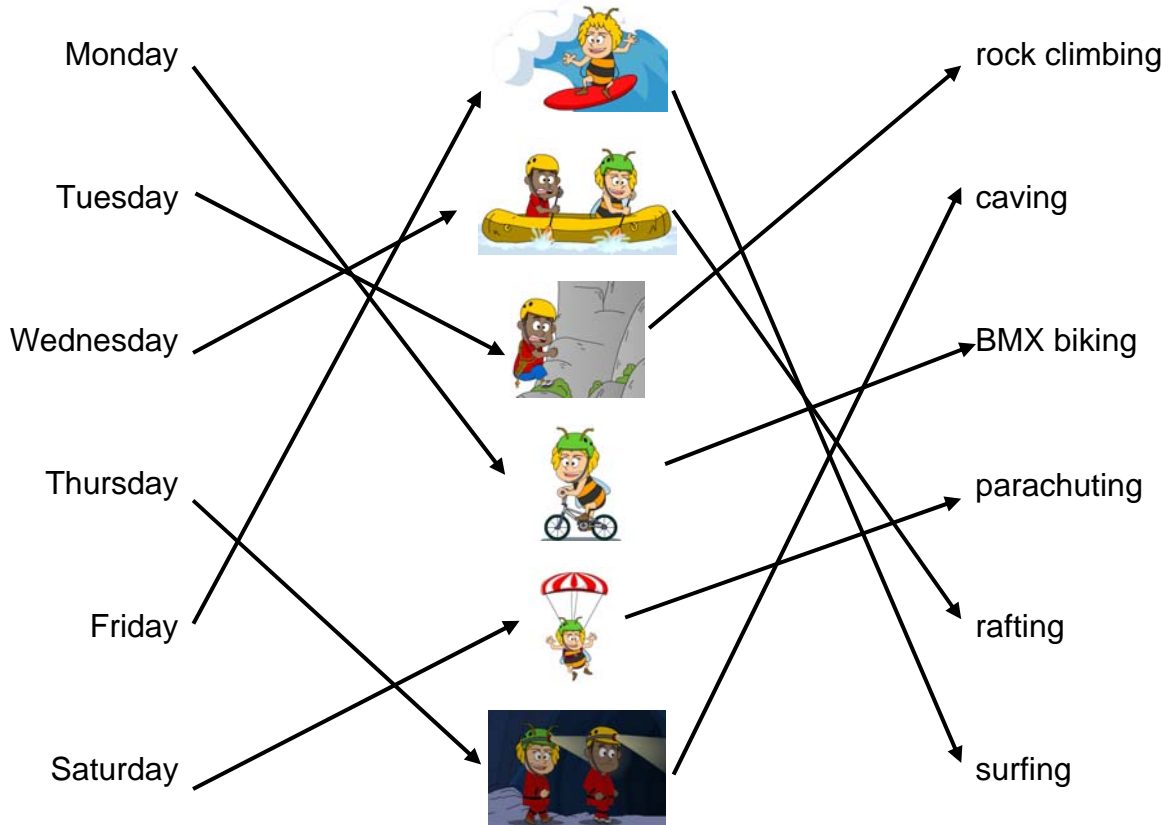 Monday
rock climbing
Tuesday
caving
Wednesday
BMX biking
Thursday
parachuting
Friday
rafting
Saturday
surfing